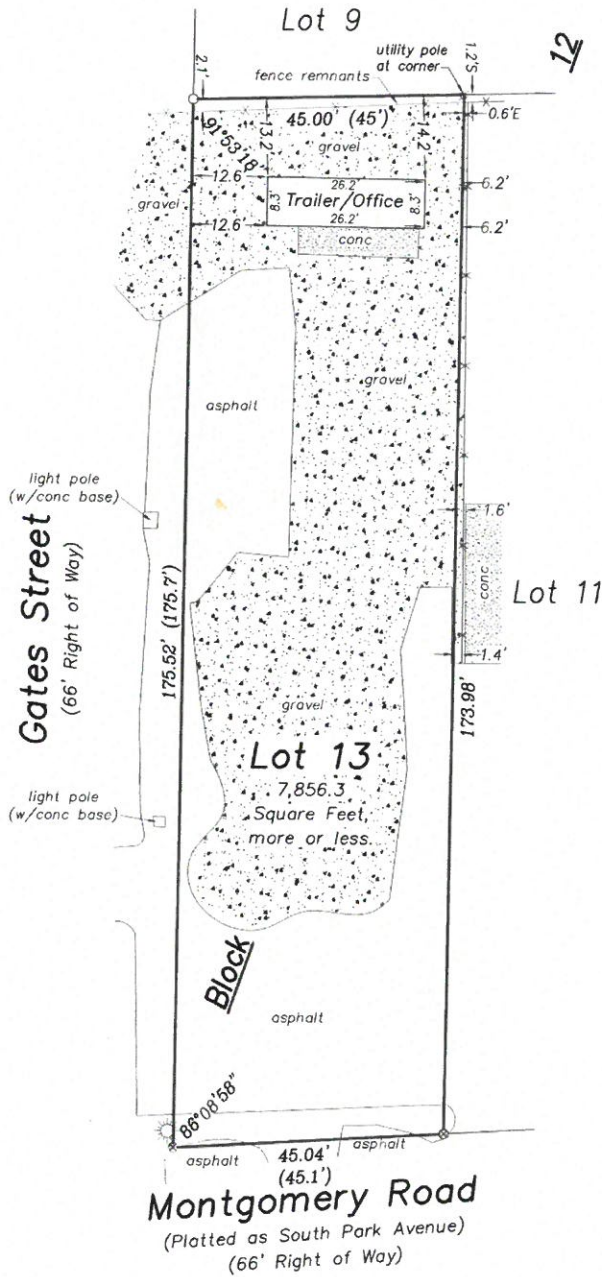 Lot 9
12
utility pole
at corner
2.1'
fence remnants
1.2'S
0.6'E
45.00' (45')
91°53'18"
13.2'
14.2'
gravel
gravel
12.6'
26.2'
6.2'
8.3'
Trailer/Office
8.3'
12.6'
26.2'
6.2'
conc
gravel
asphalt
light pole
(w/conc base)
1.6'
conc
Lot 11
Gates Street
(66' Right of Way)
175.52' (175.7')
1.4'
173.98'
gravel
Lot 13
7,856.3
Square Feet,
more or less.
light pole
(w/conc base)
Block
asphalt
86°08'58"
asphalt
45.04'
(45.1')
asphalt
Montgomery Road
(Platted as South Park Avenue)
(66' Right of Way)